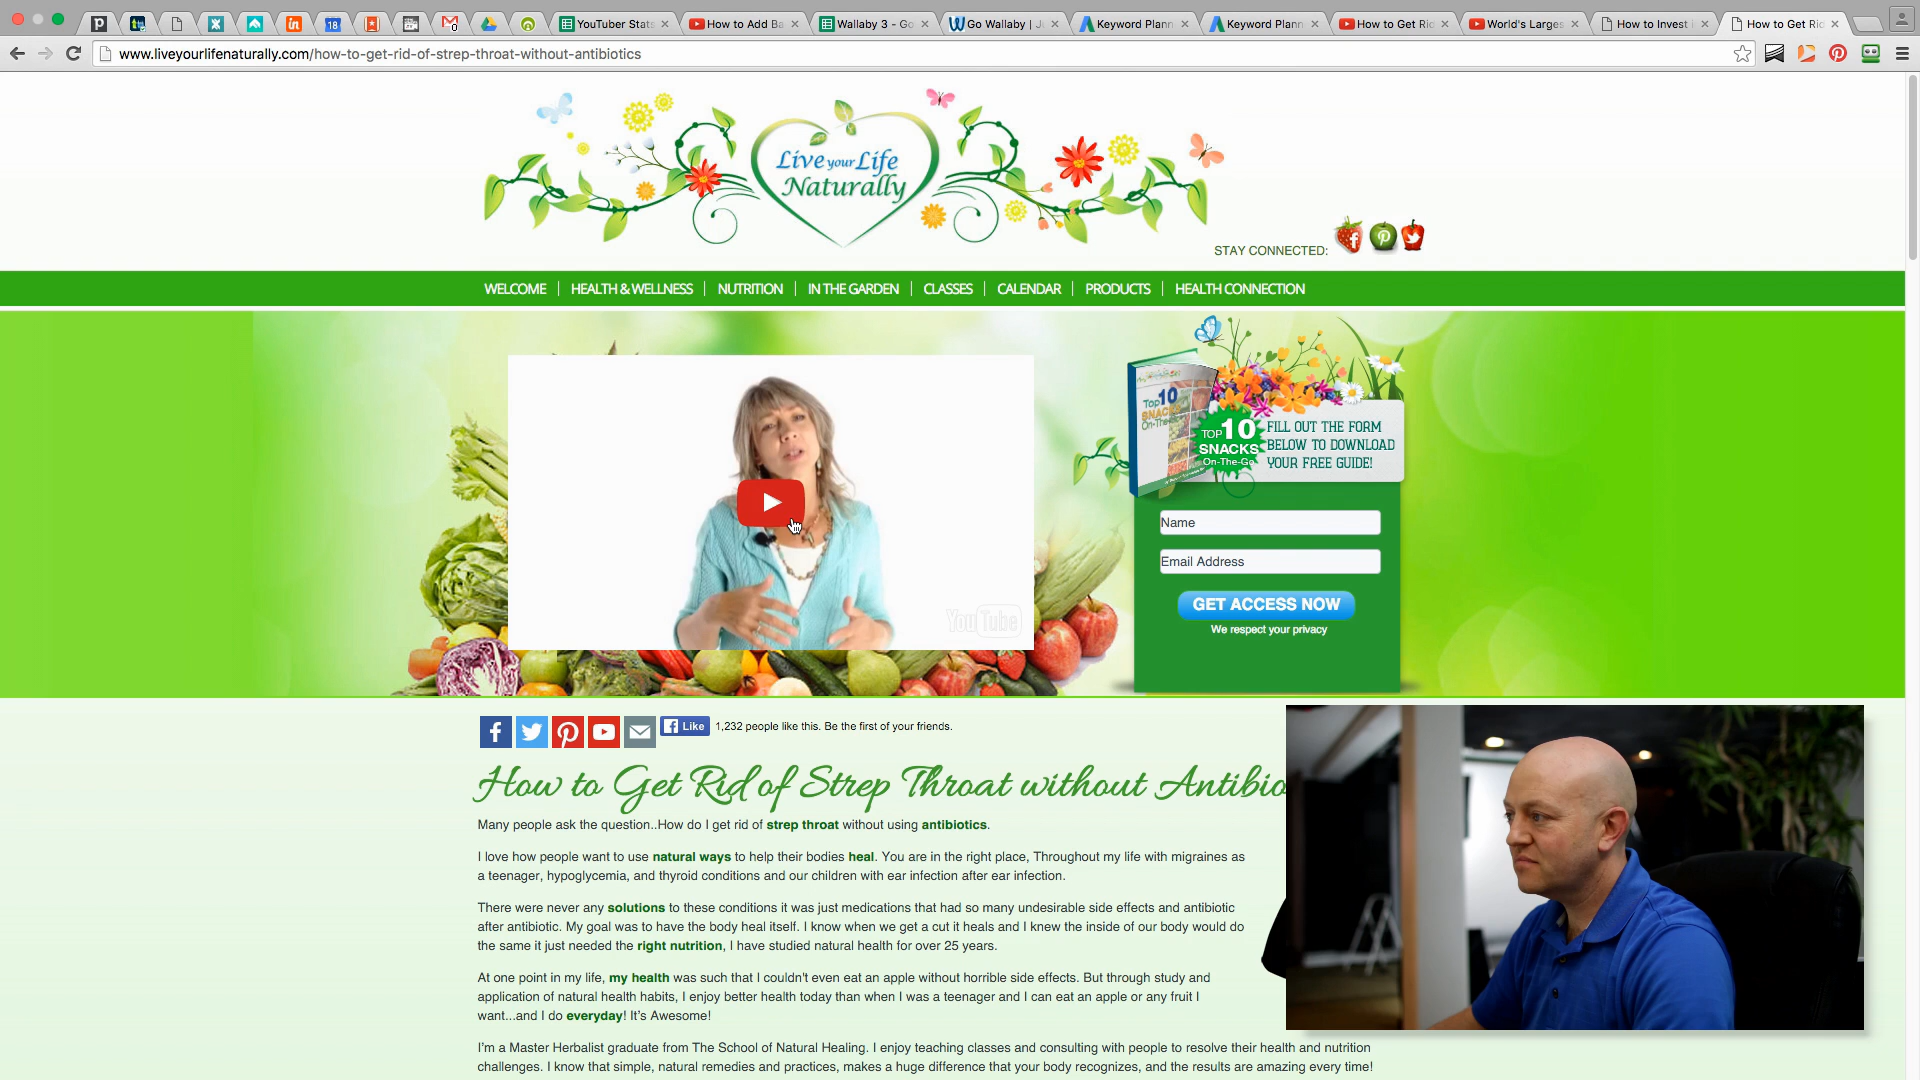 YouTuber Stats
How to Add Ba
Wallaby 3 - Go
Go Wallaby | J
Keyword Plann
Keyword Plann
How to Get Ri
World's Larges
How to Invest
How to Get Ri
www.liveyourlifenaturally.com/how-to-get-rid-of-strep-throat-without-antibiotics
Live your Life
Naturally
STAY CONNECTED:
WELCOME
HEALTH & WELLNESS
NUTRITION
IN THE GARDEN
CLASSES
CALENDAR
PRODUCTS
HEALTH CONNECTION
Top 10
SNACKS
On-The-Go
TOP 10
SNACKS
On-The-Go
FILL OUT THE FORM
BELOW TO DOWNLOAD
YOUR FREE GUIDE!
Name
Email Address
GET ACCESS NOW
We respect your privacy
YouTube
Like
1,232 people like this. Be the first of your friends.
How to Get Rid of Strep Throat without Antibio
Many people ask the question..How do I get rid of strep throat without using antibiotics.
I love how people want to use natural ways to help their bodies heal. You are in the right place, Throughout my life with migraines as
a teenager, hypoglycemia, and thyroid conditions and our children with ear infection after ear infection.
There were never any solutions to these conditions it was just medications that had so many undesirable side effects and antibiotic
after antibiotic. My goal was to have the body heal itself. I know when we get a cut it heals and I knew the inside of our body would do
the same it just needed the right nutrition, I have studied natural health for over 25 years.
At one point in my life, my health was such that I couldn't even eat an apple without horrible side effects. But through study and
application of natural health habits, I enjoy better health today than when I was a teenager and I can eat an apple or any fruit I
want...and I do everyday! It's Awesome!
I'm a Master Herbalist graduate from The School of Natural Healing. I enjoy teaching classes and consulting with people to resolve their health and nutrition
challenges. I know that simple, natural remedies and practices, makes a huge difference that your body recognizes, and the results are amazing every time!